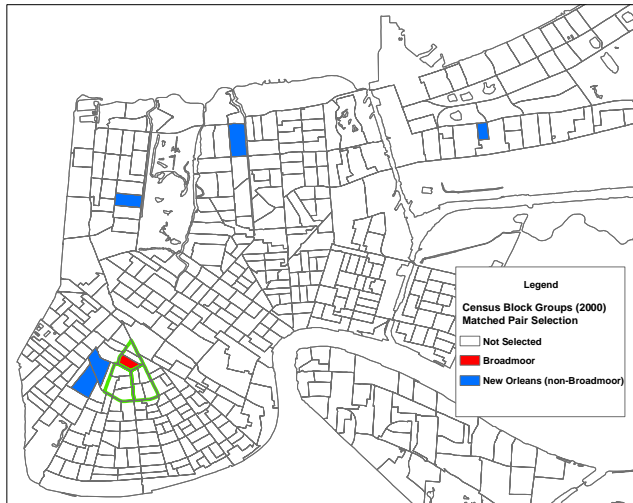 Legend
Census Block Groups (2000)
Matched Pair Selection
Not Selected
Broadmoor
New Orleans (non-Broadmoor)